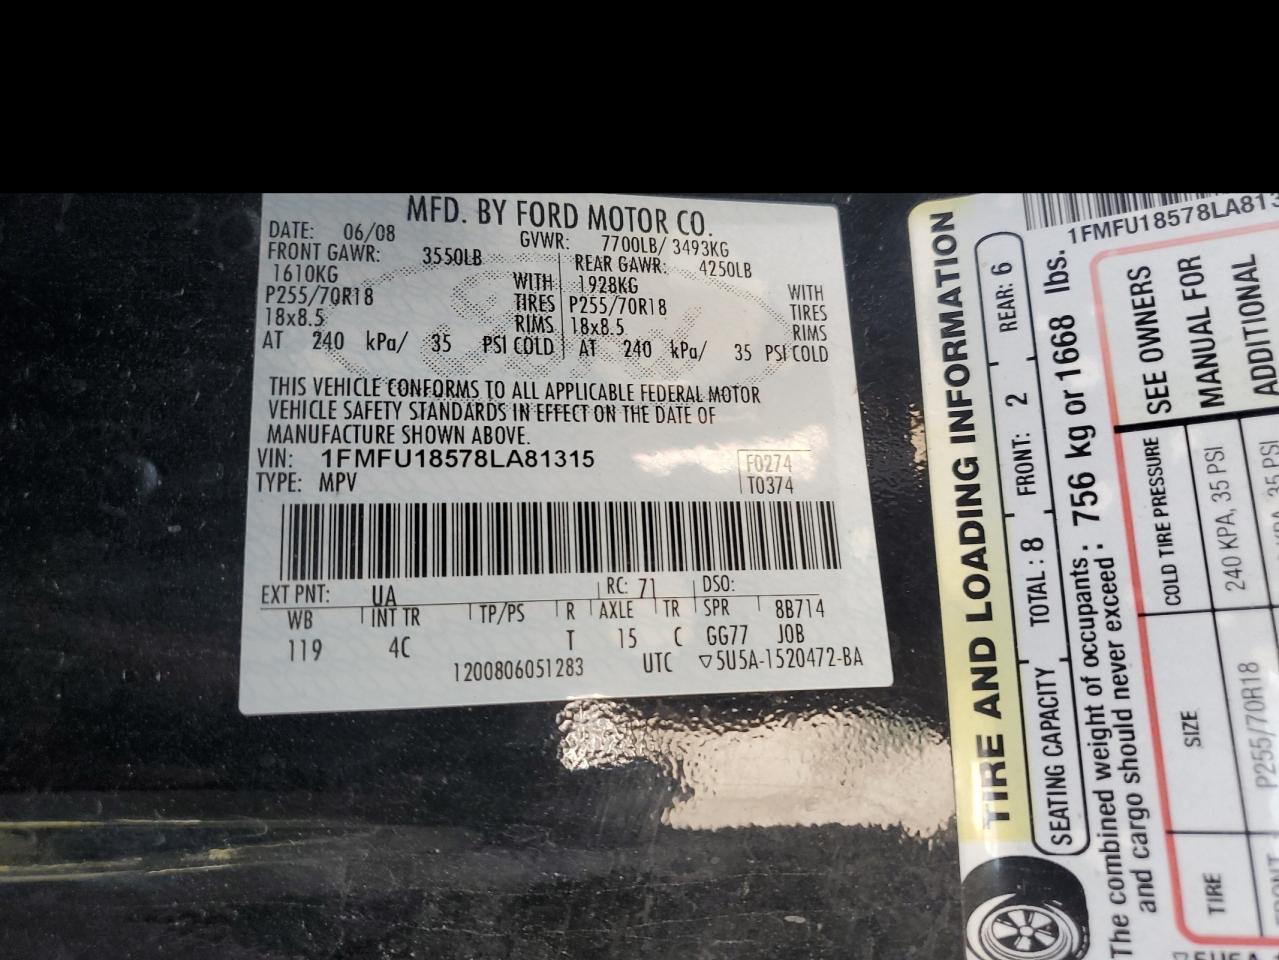 MFD. BY FORD MOTOR CO.
DATE: 06/08 GVWR: 7700LB/ 3493KG
FRONT GAWR: 3550LB REAR GAWR: 4250LB
1610KG WITH 1928KG WITH
P255/70R18 TIRES P255/70R18 TIRES
18x8.5 RIMS 18x8.5 RIMS
AT 240 kPa/ 35 PSI COLD AT 240 kPa/ 35 PSI COLD
THIS VEHICLE CONFORMS TO ALL APPLICABLE FEDERAL MOTOR
VEHICLE SAFETY STANDARDS IN EFFECT ON THE DATE OF
MANUFACTURE SHOWN ABOVE.
VIN: 1FMFU18578LA81315 F0274
TYPE: MPV T0374
EXT PNT: UA RC: 71 DSO:
WB INT TR TP/PS R AXLE TR SPR 8B714
119 4C T 15 C GG77 JOB
1200806051283 UTC ▽5U5A-1520472-BA
TIRE AND LOADING INFORMATION
1FMFU18578LA813
SEATING CAPACITY TOTAL : 8 FRONT: 2 REAR: 6
The combined weight of occupants : 756 kg or 1668 lbs.
and cargo should never exceed :
TIRE SIZE COLD TIRE PRESSURE SEE OWNERS
P255/70R18 240 KPA, 35 PSI MANUAL FOR
35 PSI ADDITIONAL